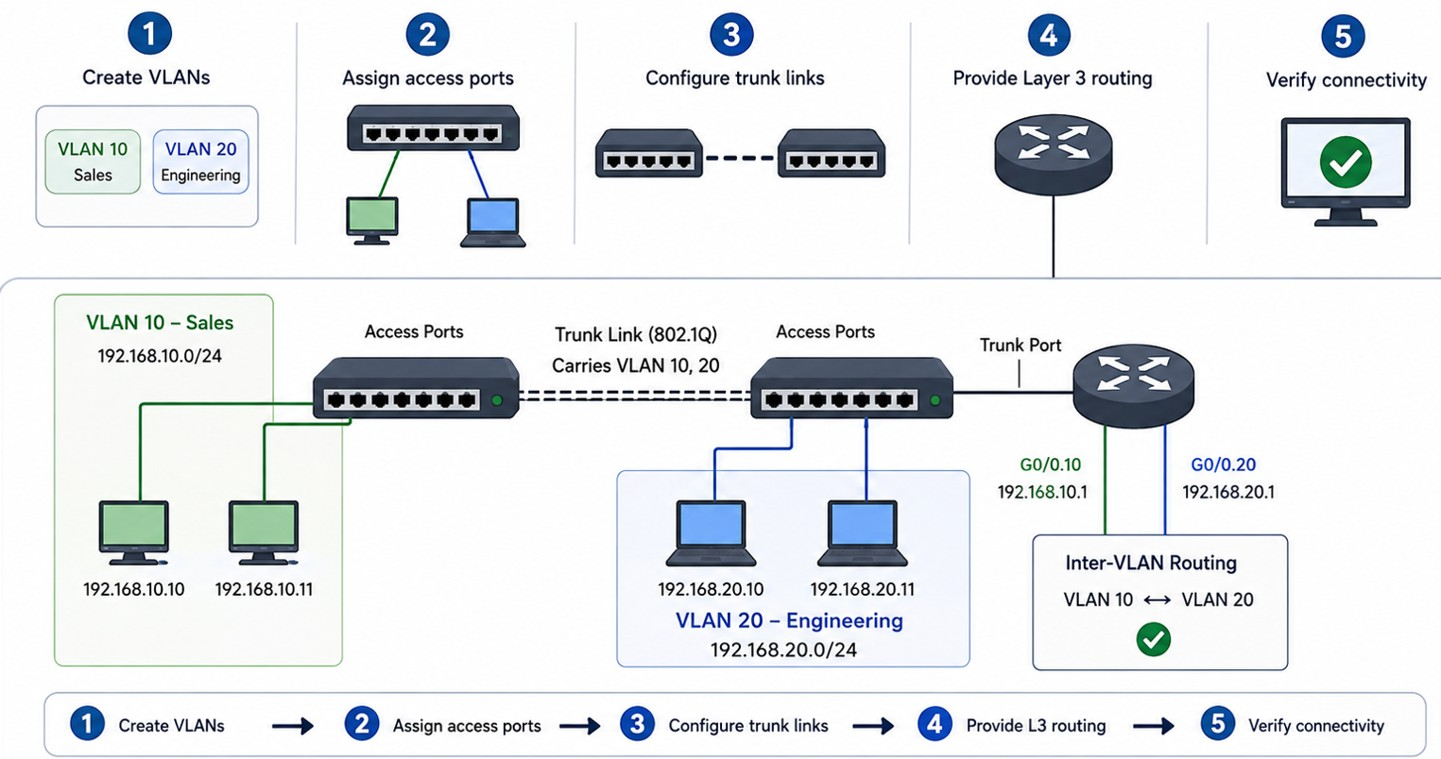 1
Create VLANs
VLAN 10
Sales
VLAN 20
Engineering
2
Assign access ports
3
Configure trunk links
4
Provide Layer 3 routing
5
Verify connectivity
VLAN 10 – Sales
192.168.10.0/24
192.168.10.10
192.168.10.11
Access Ports
Trunk Link (802.1Q)
Carries VLAN 10, 20
Access Ports
Trunk Port
192.168.20.10
192.168.20.11
VLAN 20 – Engineering
192.168.20.0/24
G0/0.10
192.168.10.1
G0/0.20
192.168.20.1
Inter-VLAN Routing
VLAN 10 ↔ VLAN 20
1 Create VLANs → 2 Assign access ports → 3 Configure trunk links → 4 Provide L3 routing → 5 Verify connectivity